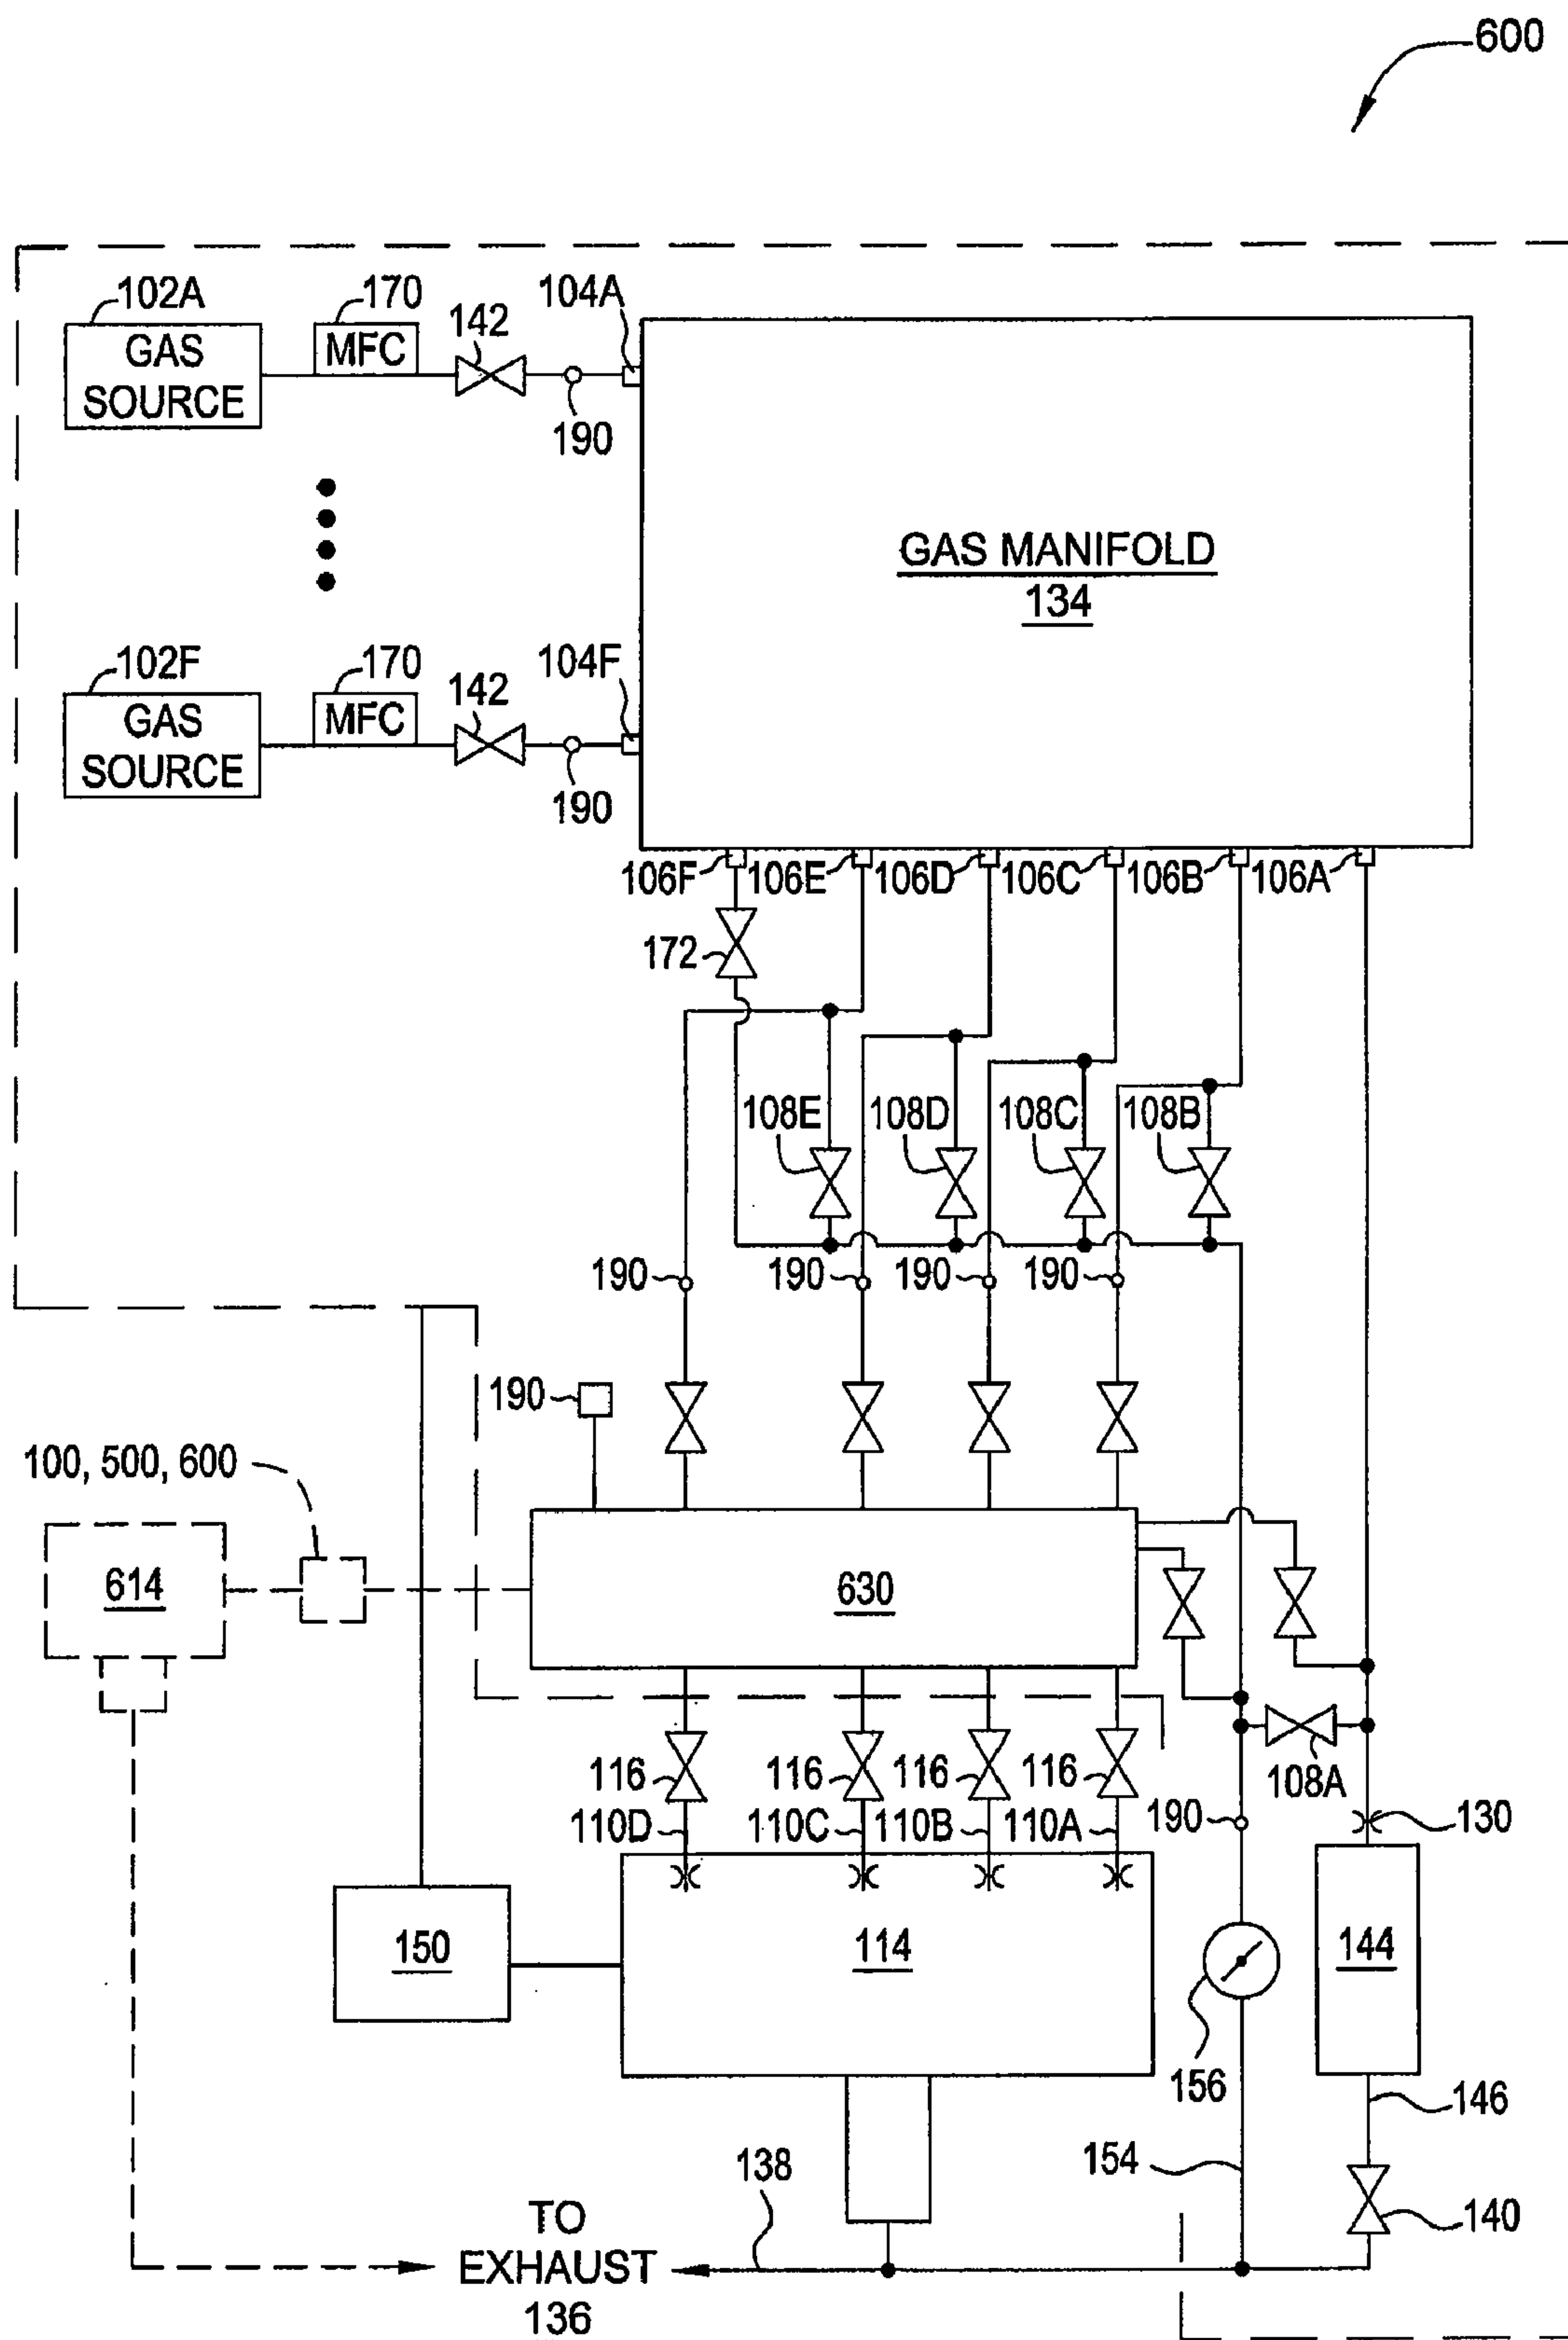 600
102A
170
142
104A
GAS
SOURCE
MFC
190
GAS MANIFOLD
134
102F
170
142
104F
GAS
SOURCE
MFC
190
106F
106E
106D
106C
106B
106A
172
108E
108D
108C
108B
190
190
190
190
190
100, 500, 600
614
630
116
116
116
116
108A
110D
110C
110B
110A
190
130
150
114
144
156
146
138
154
140
TO
EXHAUST
136